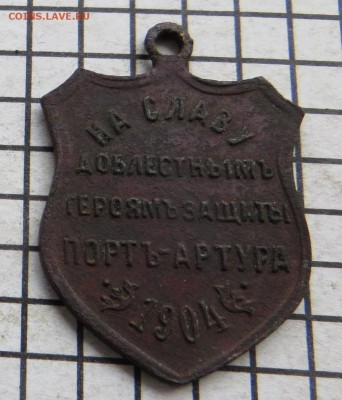 COINS.LAVE.RU
НА СЛАВУ
ДОБЛЕСТНЫМЪ
ГЕРОЯМЪ ЗАЩИТЫ
ПОРТЪ-АРТУРА
1904